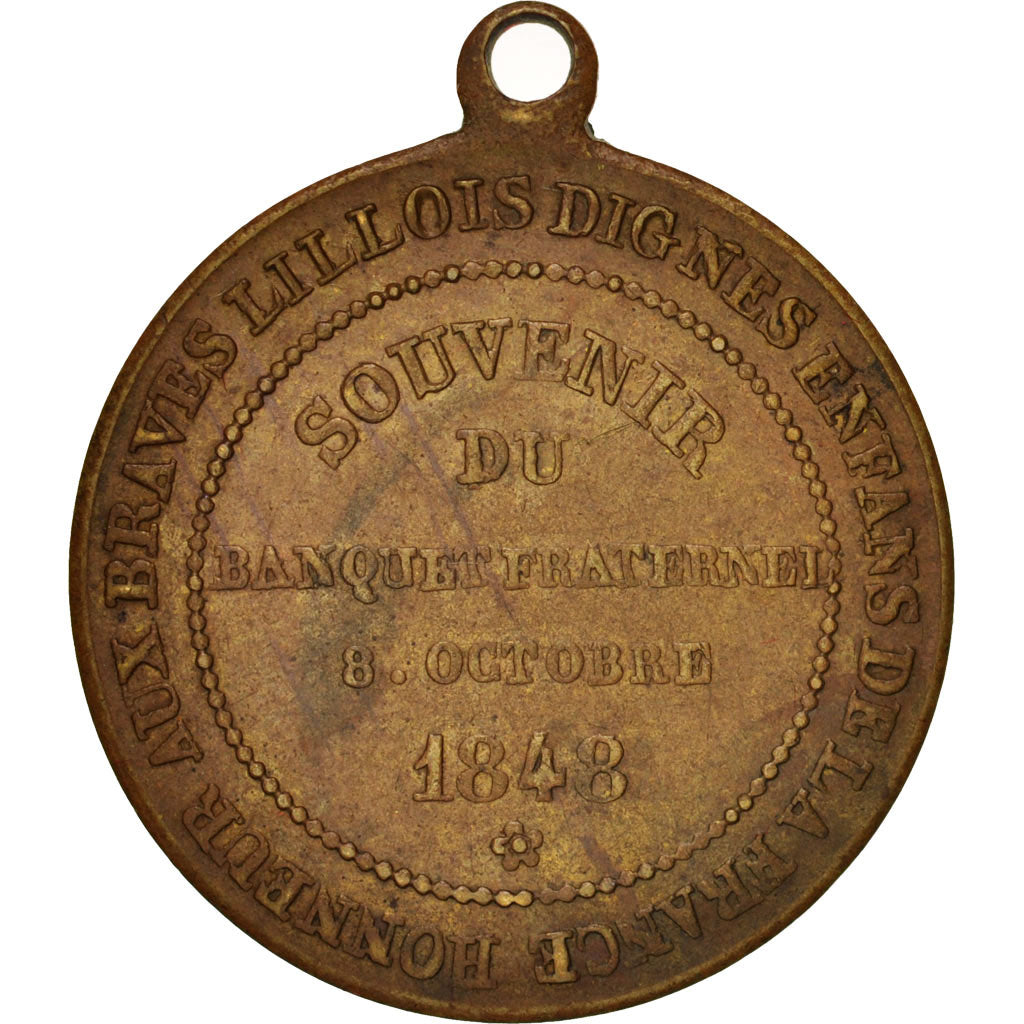 HONNEUR AUX BRAVES LILLOIS DIGNES ENFANS DE LA FRANCE
SOUVENIR
DU
BANQUET FRATERNEL
8. OCTOBRE
1848